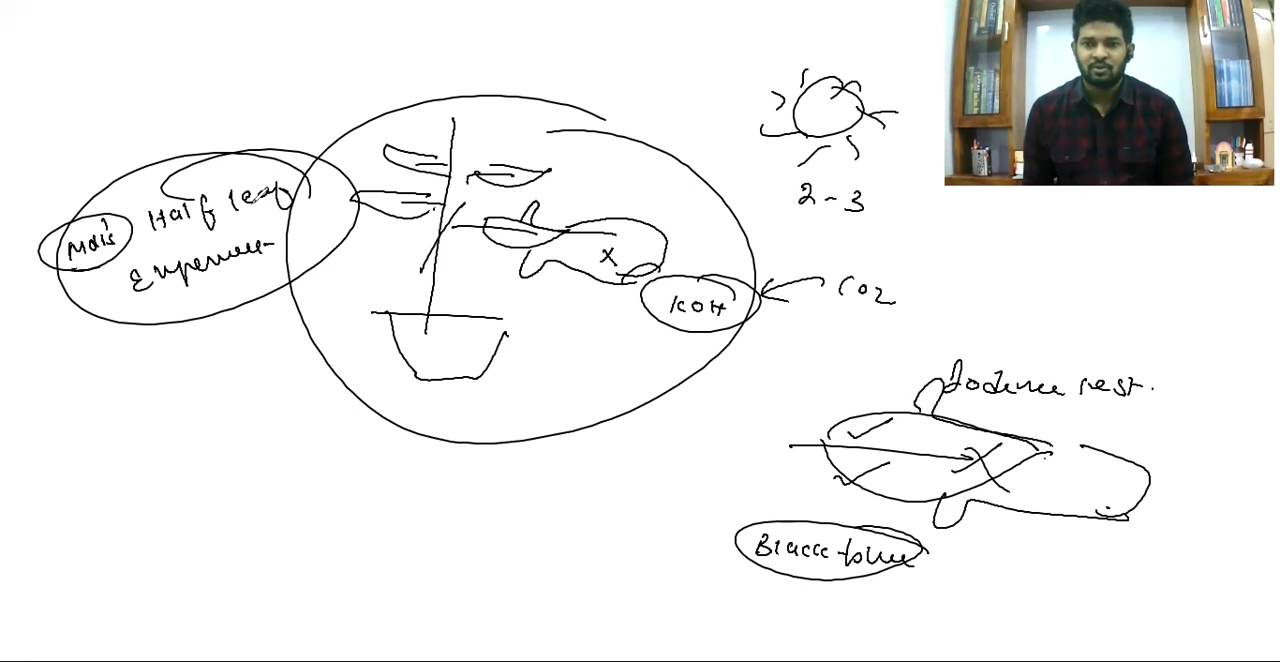 Moll's
Half leaf
Experiment
2-3
CO2
KOH
X
Iodine test.
Black-blue